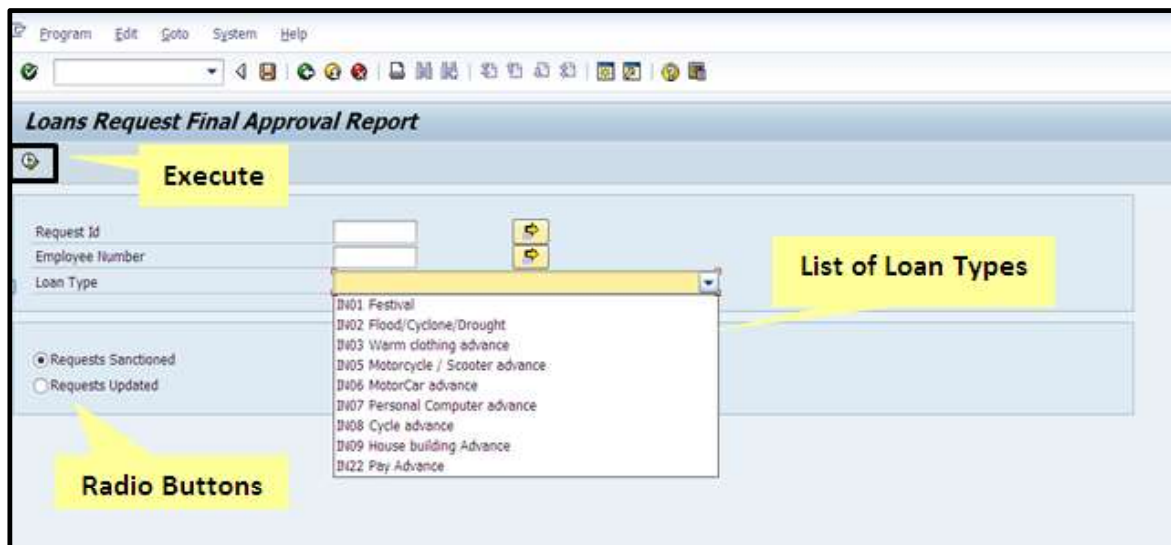 Program Edit Goto System Help
Loans Request Final Approval Report
Execute
Request Id
Employee Number
Loan Type
List of Loan Types
IN01 Festival
IN02 Flood/Cyclone/Drought
IN03 Warm clothing advance
IN05 Motorcycle / Scooter advance
IN06 MotorCar advance
IN07 Personal Computer advance
IN08 Cycle advance
IN09 House building Advance
IN22 Pay Advance
Requests Sanctioned
Requests Updated
Radio Buttons